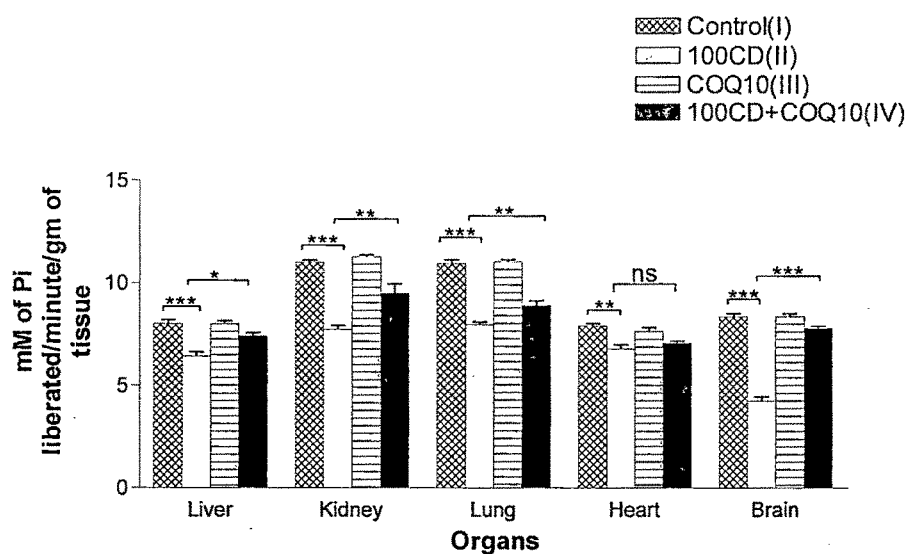 Control(I)
100CD(II)
COQ10(III)
100CD+COQ10(IV)
mM of Pi
liberated/minute/gm of
tissue
15
10
5
0
***
*
***
**
***
**
**
ns
***
***
Liver
Kidney
Lung
Heart
Brain
Organs